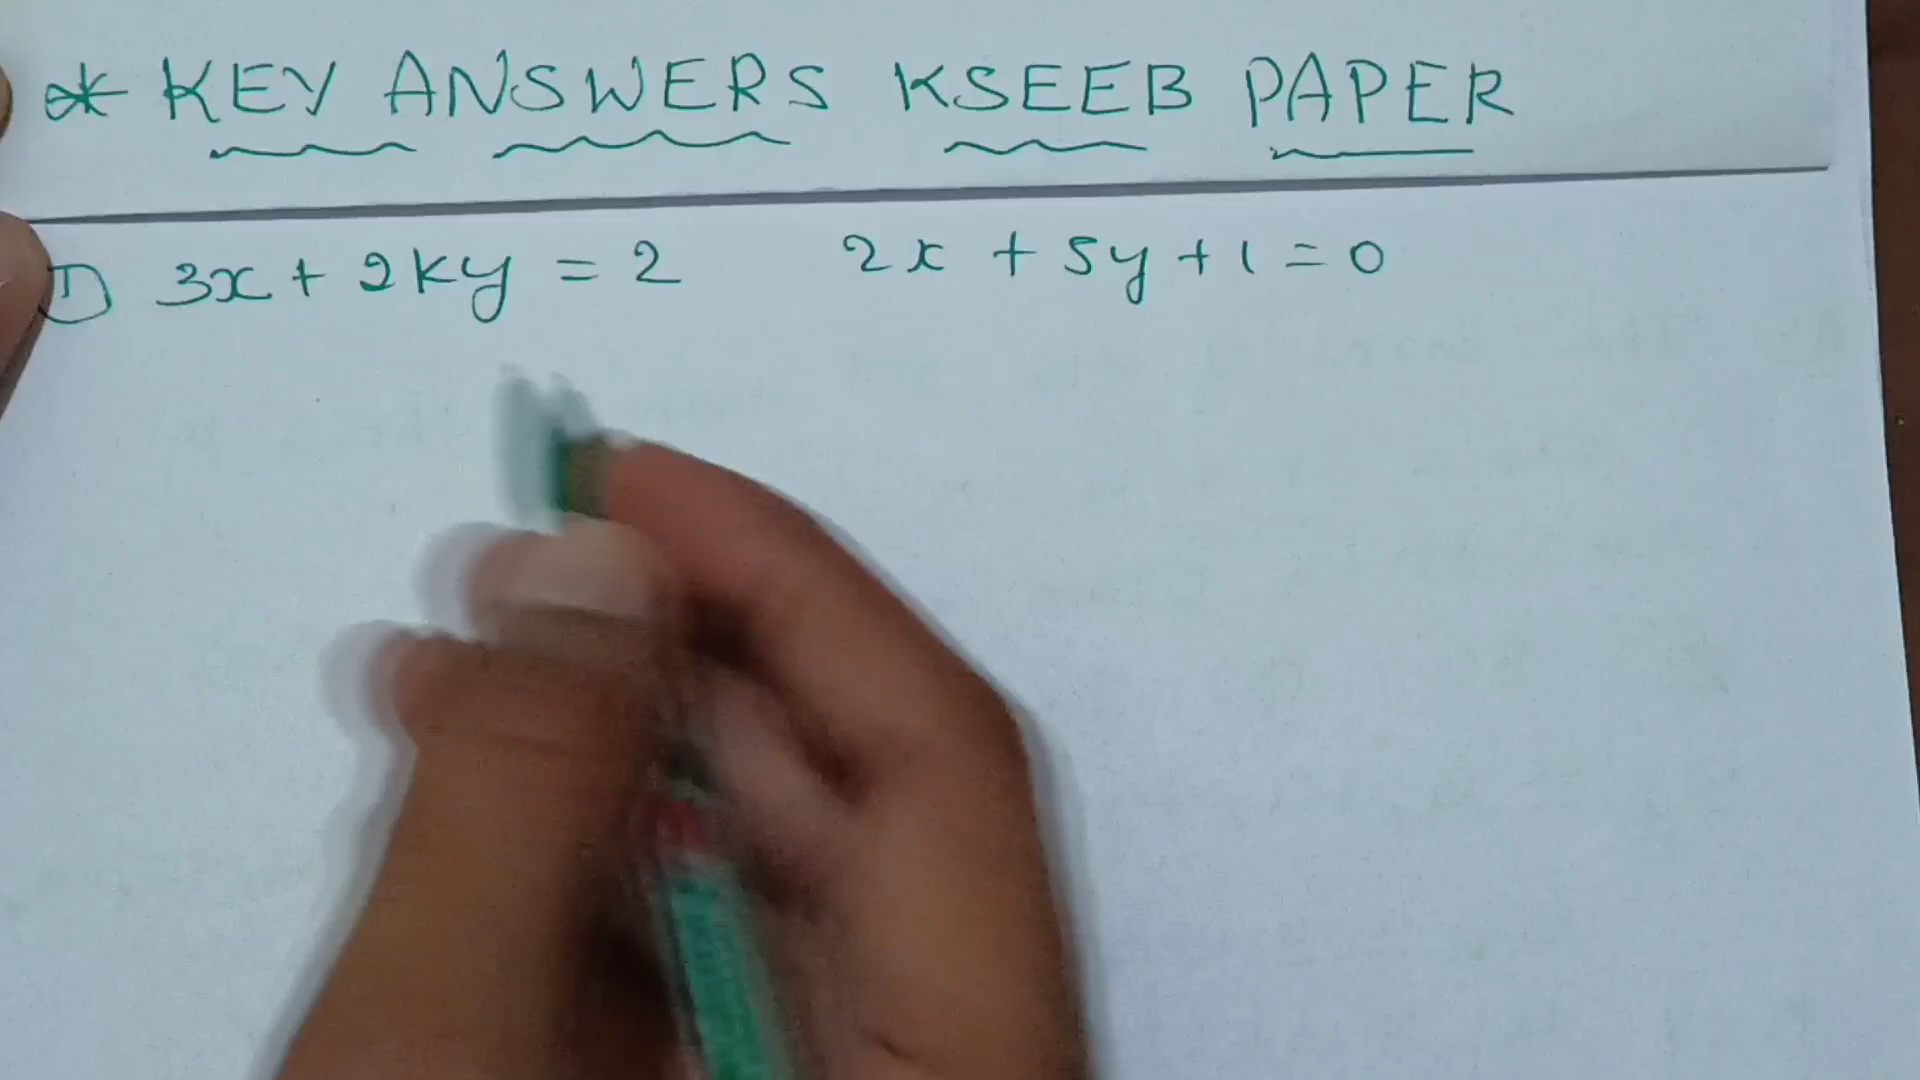 * KEY ANSWERS KSEEB PAPER
1) 3x + 2ky = 2 2x + 5y + 1 = 0